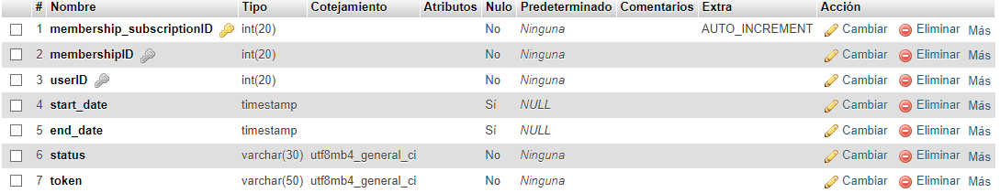 # Nombre Tipo Cotejamiento Atributos Nulo Predeterminado Comentarios Extra Acción
1 membership_subscriptionID int(20) No Ninguna AUTO_INCREMENT Cambiar Eliminar Más
2 membershipID int(20) No Ninguna Cambiar Eliminar Más
3 userID int(20) No Ninguna Cambiar Eliminar Más
4 start_date timestamp Sí NULL Cambiar Eliminar Más
5 end_date timestamp Sí NULL Cambiar Eliminar Más
6 status varchar(30) utf8mb4_general_ci No Ninguna Cambiar Eliminar Más
7 token varchar(50) utf8mb4_general_ci No Ninguna Cambiar Eliminar Más